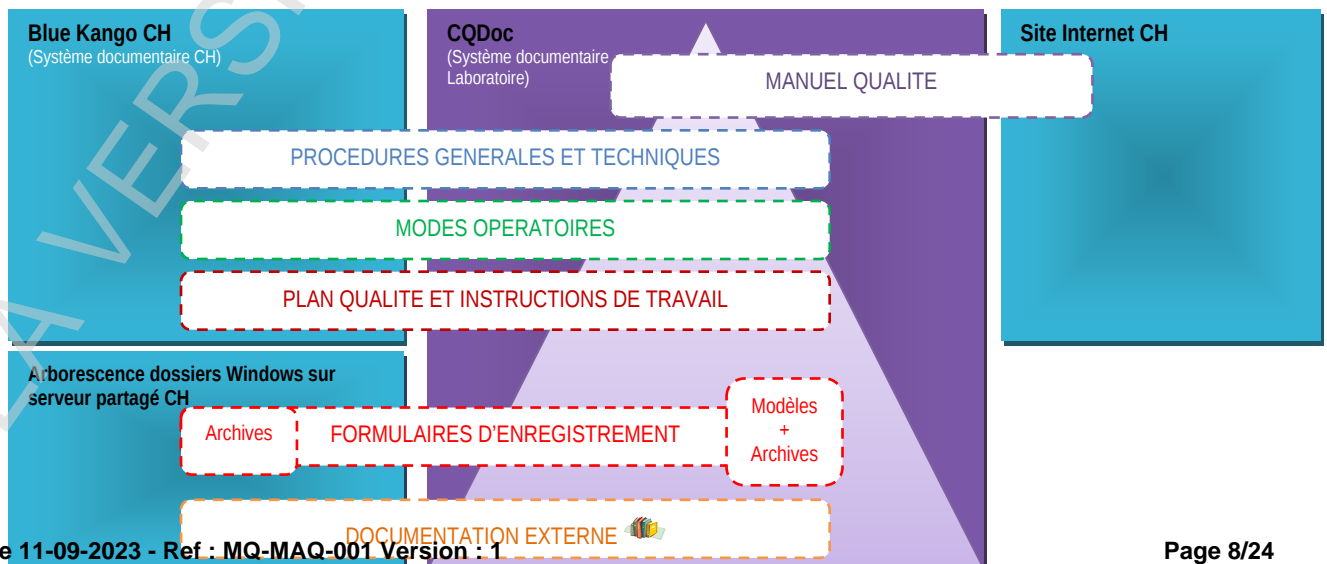 Blue Kango CH
(Système documentaire CH)
CQDoc
(Système documentaire
Laboratoire)
Site Internet CH
MANUEL QUALITE
PROCEDURES GENERALES ET TECHNIQUES
MODES OPERATOIRES
PLAN QUALITE ET INSTRUCTIONS DE TRAVAIL
Arborescence dossiers Windows sur
serveur partagé CH
Archives
FORMULAIRES D'ENREGISTREMENT
Modèles
+
Archives
DOCUMENTATION EXTERNE
e 11-09-2023 - Ref : MQ-MAQ-001 Version : 1
Page 8/24
LA VERS